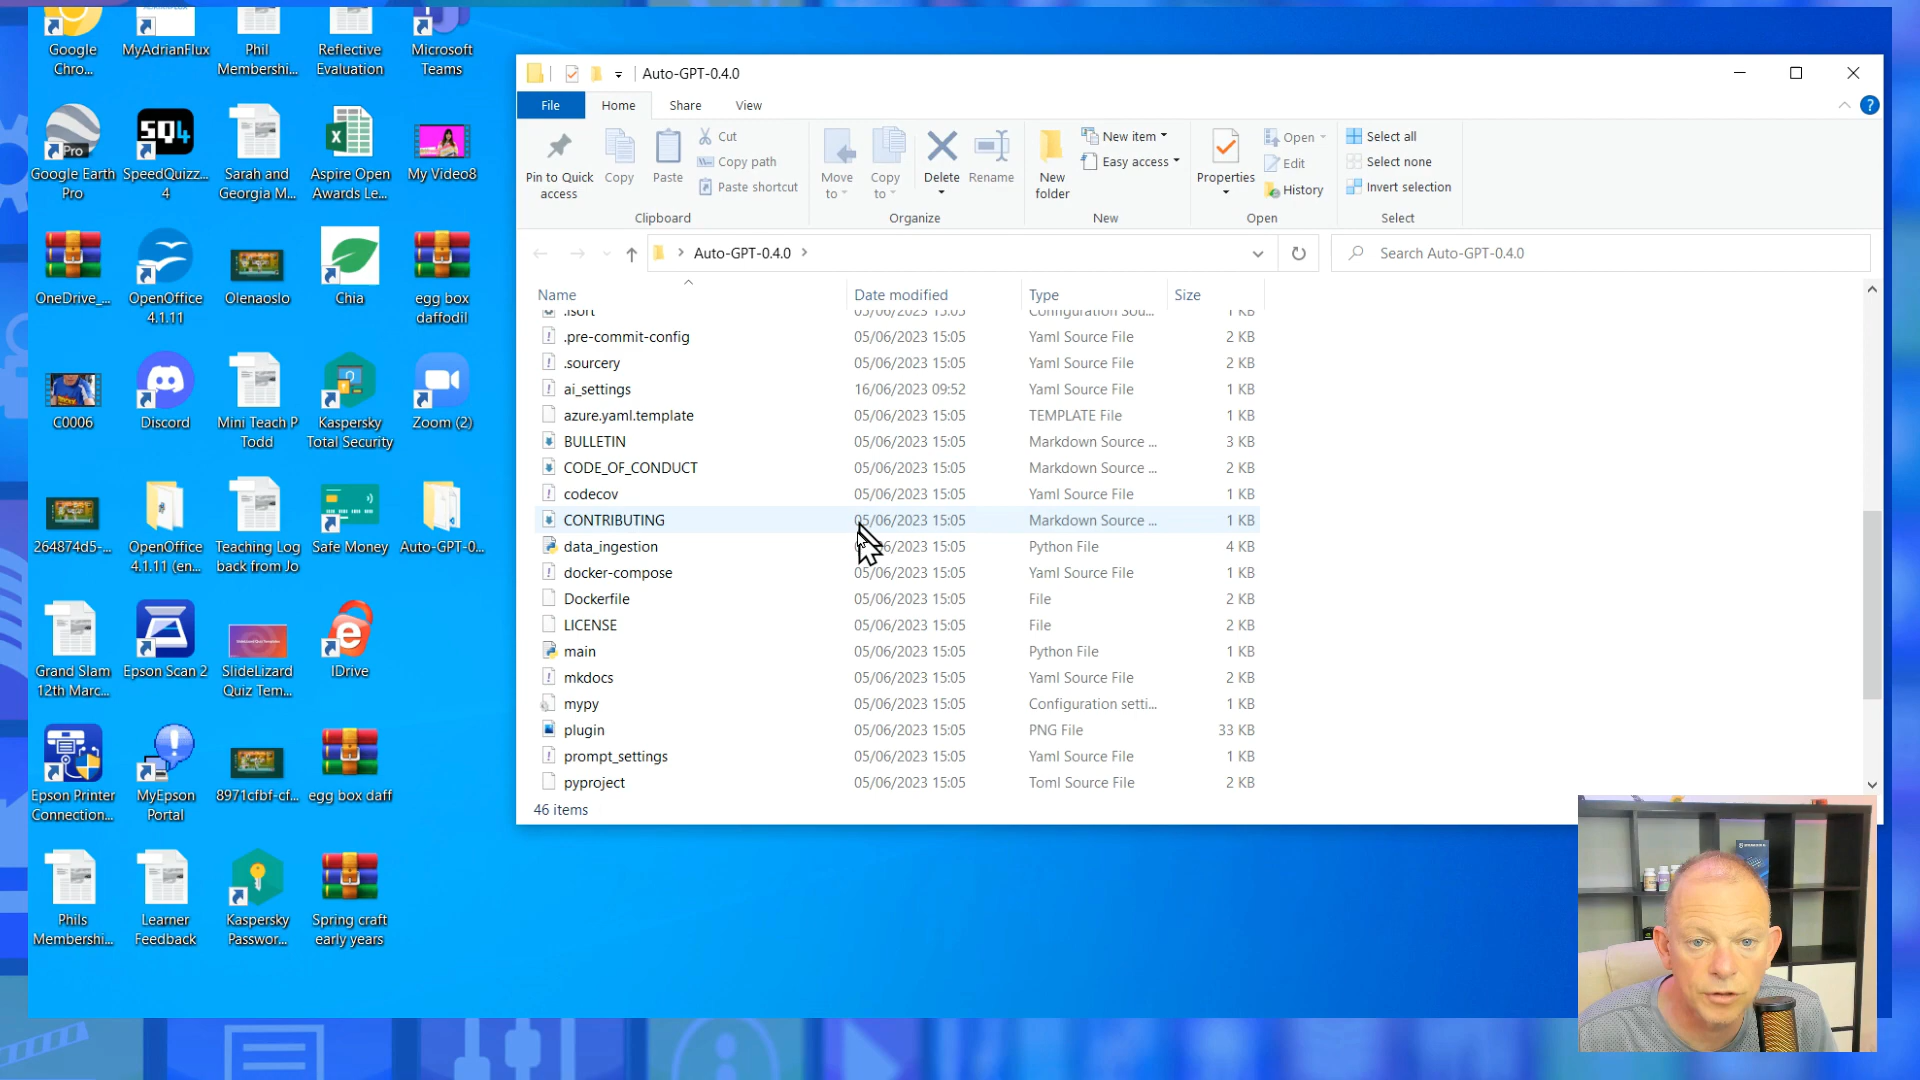 Google
Chro...
MyAdrianFlux
Phil
Membershi...
Reflective
Evaluation
Microsoft
Teams
Pro
Google Earth
Pro
SQ4
SpeedQuizz...
4
Sarah and
Georgia M...
Aspire Open
Awards Le...
My Video8
OneDrive_...
OpenOffice
4.1.11
Olenaoslo
Chia
egg box
daffodil
C0006
Discord
Mini Teach P
Todd
Kaspersky
Total Security
Zoom (2)
264874d5-...
OpenOffice
4.1.11 (en...
Teaching Log
back from Jo
Safe Money
Auto-GPT-0...
Grand Slam
12th Marc...
Epson Scan 2
SlideLizard
Quiz Tem...
IDrive
Epson Printer
Connection...
MyEpson
Portal
8971cfbf-cf...
egg box daff
Phils
Membershi...
Learner
Feedback
Kaspersky
Passwor...
Spring craft
early years
Auto-GPT-0.4.0
File
Home
Share
View
Pin to Quick
access
Copy
Paste
Cut
Copy path
Paste shortcut
Clipboard
Move
to
Copy
to
Delete
Rename
Organize
New
folder
New item
Easy access
New
Properties
Open
Edit
History
Open
Select all
Select none
Invert selection
Select
Auto-GPT-0.4.0
Search Auto-GPT-0.4.0
Name Date modified Type Size
.isort 05/06/2023 15:05 Configuration Sou... 1 KB
.pre-commit-config 05/06/2023 15:05 Yaml Source File 2 KB
.sourcery 05/06/2023 15:05 Yaml Source File 2 KB
ai_settings 16/06/2023 09:52 Yaml Source File 1 KB
azure.yaml.template 05/06/2023 15:05 TEMPLATE File 1 KB
BULLETIN 05/06/2023 15:05 Markdown Source ... 3 KB
CODE_OF_CONDUCT 05/06/2023 15:05 Markdown Source ... 2 KB
codecov 05/06/2023 15:05 Yaml Source File 1 KB
CONTRIBUTING 05/06/2023 15:05 Markdown Source ... 1 KB
data_ingestion 05/06/2023 15:05 Python File 4 KB
docker-compose 05/06/2023 15:05 Yaml Source File 1 KB
Dockerfile 05/06/2023 15:05 File 2 KB
LICENSE 05/06/2023 15:05 File 2 KB
main 05/06/2023 15:05 Python File 1 KB
mkdocs 05/06/2023 15:05 Yaml Source File 2 KB
mypy 05/06/2023 15:05 Configuration setti... 1 KB
plugin 05/06/2023 15:05 PNG File 33 KB
prompt_settings 05/06/2023 15:05 Yaml Source File 1 KB
pyproject 05/06/2023 15:05 Toml Source File 2 KB
46 items